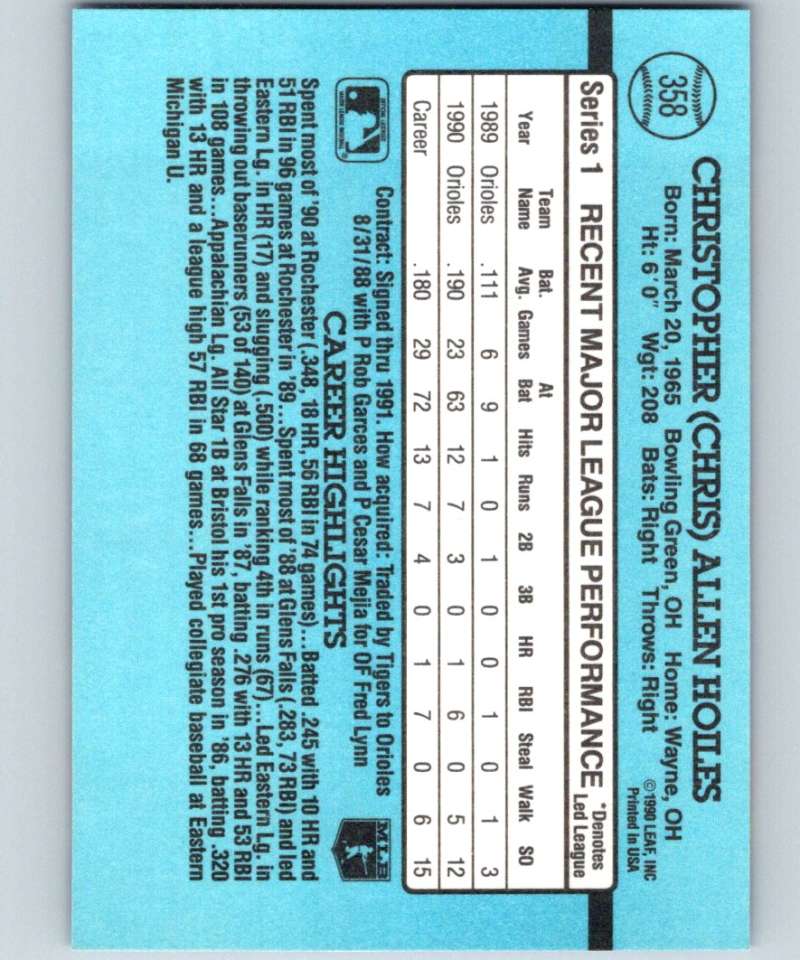 358
CHRISTOPHER (CHRIS) ALLEN HOILES
Born: March 20, 1965 Bowling Green, OH Home: Wayne, OH
Ht: 6' 0" Wgt: 208 Bats: Right Throws: Right
©1990 LEAF, INC
Printed in USA
Series 1 RECENT MAJOR LEAGUE PERFORMANCE *Denotes Led League
Year Team Name Bat. Avg. Games At Bat Hits Runs 2B 3B HR RBI Steal Walk SO
1989 Orioles .111 6 9 1 0 1 0 0 1 0 1 3
1990 Orioles .190 23 63 12 7 3 0 1 6 0 5 12
Career .180 29 72 13 7 4 0 1 7 0 6 15
Contract: Signed thru 1991. How acquired: Traded by Tigers to Orioles
8/31/88 with P Rob Garces and P Cesar Mejia for OF Fred Lynn
MLB
CAREER HIGHLIGHTS
Spent most of '90 at Rochester (.348, 18 HR, 56 RBI in 74 games)...Batted .245 with 10 HR and
51 RBI in 96 games at Rochester in '89...Spent most of '88 at Glens Falls (.283, 73 RBI) and led
Eastern Lg. in HR (17) and slugging (.500) while ranking 4th in runs (67)...Led Eastern Lg. in
throwing out baserunners (53 of 140) at Glens Falls in '87, batting .276 with 13 HR and 53 RBI
in 108 games...Appalachian Lg. All Star 1B at Bristol his 1st pro season in '86, batting .320
with 13 HR and a league high 57 RBI in 68 games...Played collegiate baseball at Eastern
Michigan U.